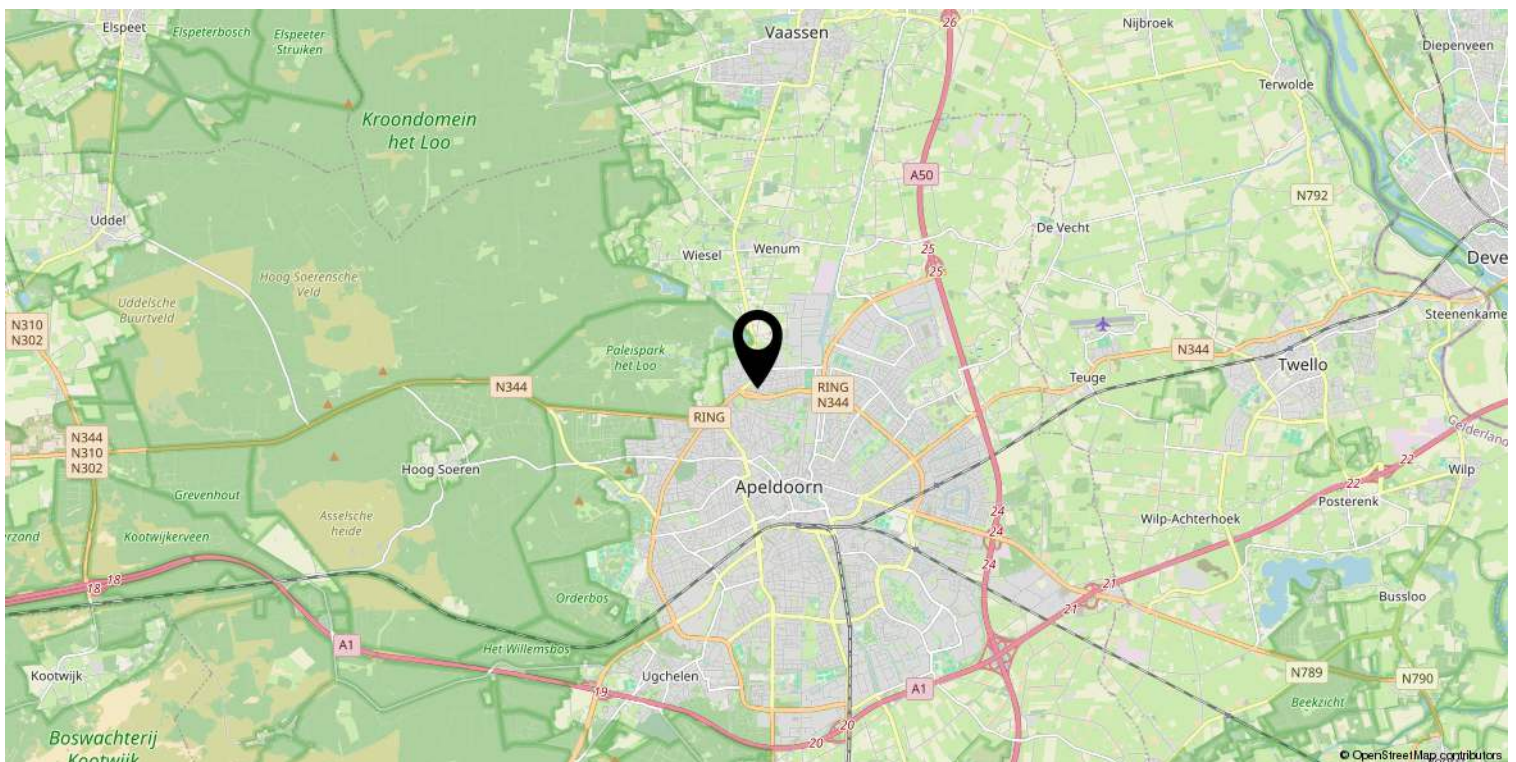 Elspeet
Elspeterbosch
Elspeeter
Struiken
Vaassen
26
Nijbroek
Diepenveen
Terwolde
Kroondomein
het Loo
A50
N792
Uddel
De Vecht
Wiesel
Wenum
25
25
Deve
Hoog Soerensche
Veld
Uddelsche
Buurtveld
N310
N302
Steenenkame
Paleispark
het Loo
N344
Twello
Teuge
N344
RING
N344
RING
N344
N310
N302
Gelderland
Hoog Soeren
22
22
Wilp
Grevenhout
Apeldoorn
Posterenk
Asselsche
heide
24
24
24
Wilp-Achterhoek
erzand
Kootwijkerveen
18
18
21
21
Orderbos
Bussloo
A1
Het Willemsbos
Kootwijk
Ugchelen
19
A1
N789
N790
Beekzicht
20
20
Boswachterij
Kootwijk
© OpenStreetMap contributors